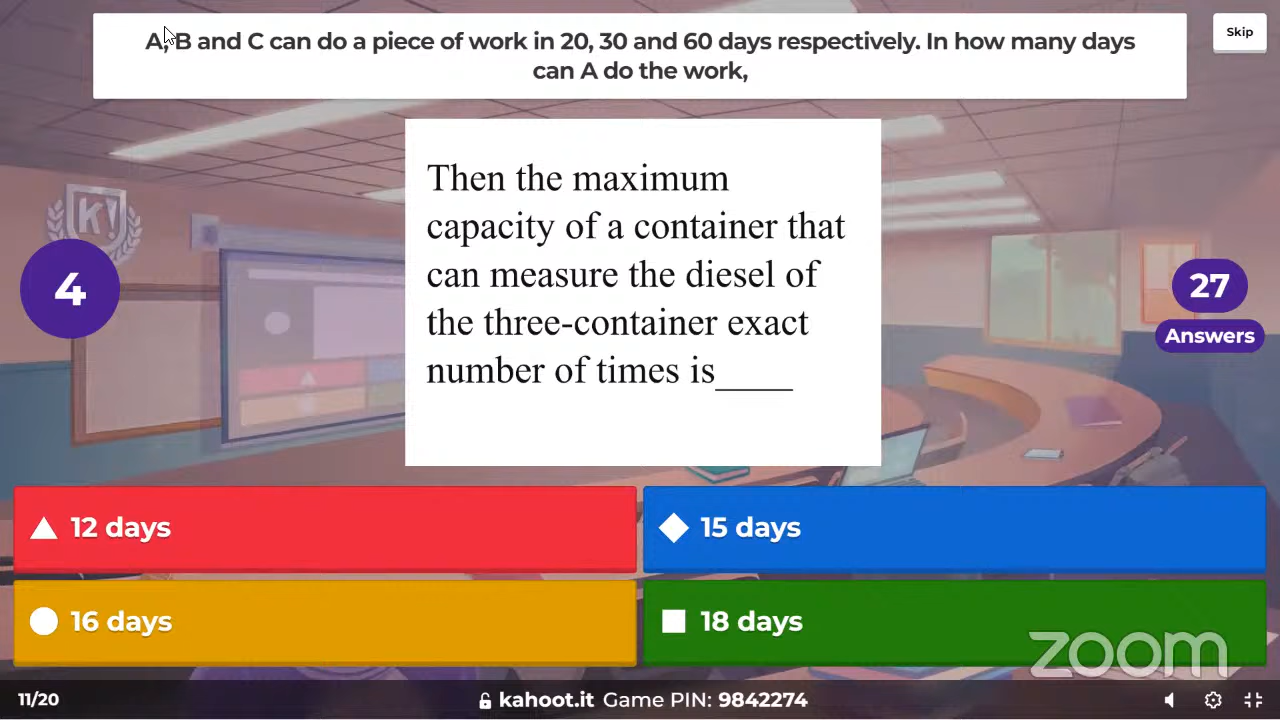 A, B and C can do a piece of work in 20, 30 and 60 days respectively. In how many days
can A do the work,
Skip
Then the maximum
capacity of a container that
can measure the diesel of
the three-container exact
number of times is____
K!
4
27
Answers
12 days
15 days
16 days
18 days
zoom
11/20
kahoot.it Game PIN: 9842274